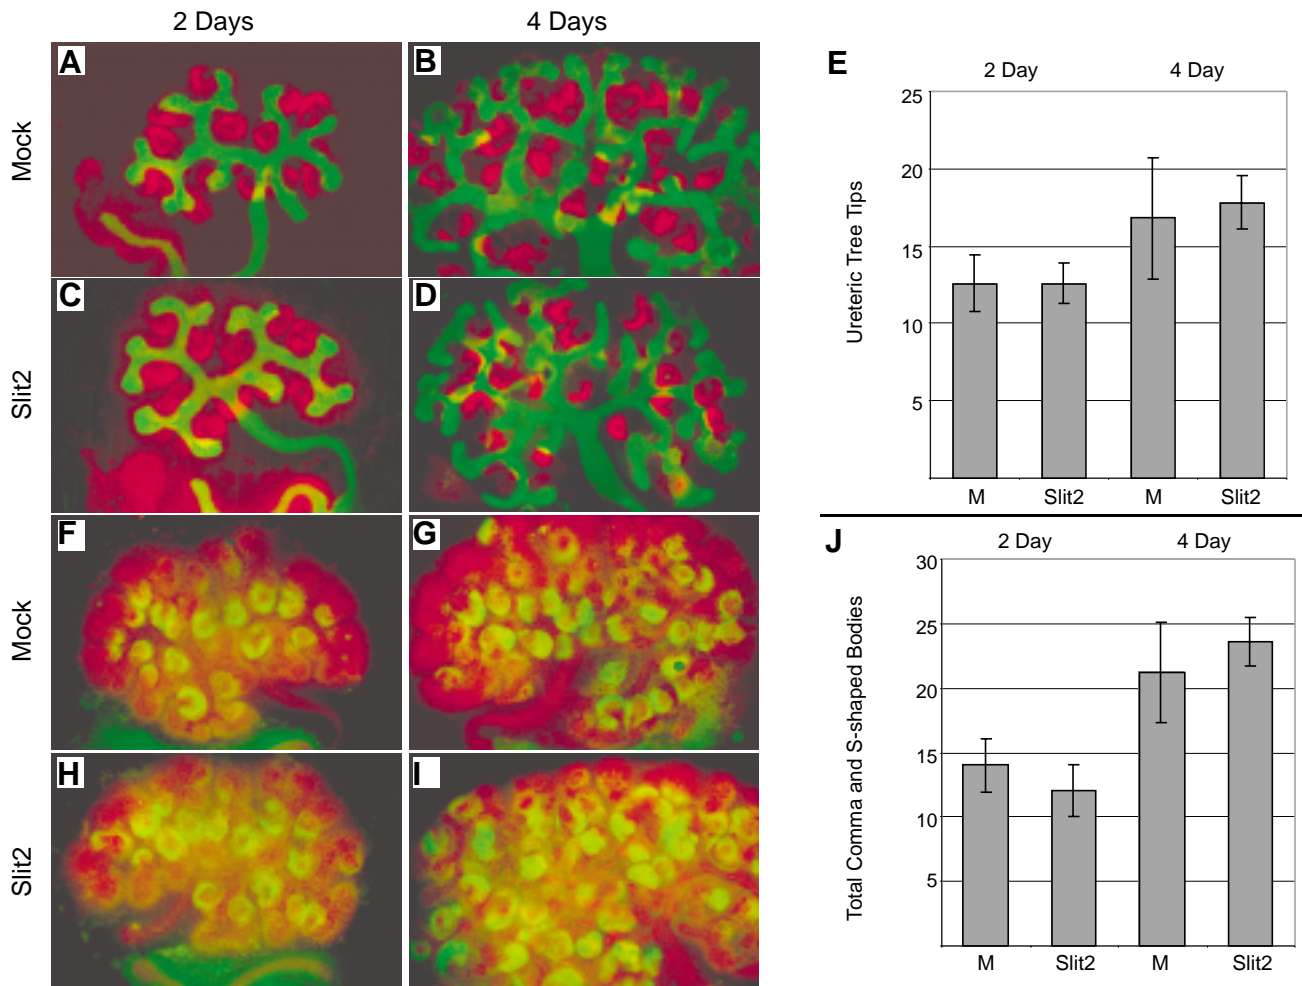 2 Days
4 Days
Mock
A
B
Slit2
C
D
Mock
F
G
Slit2
H
I
E
2 Day
4 Day
Ureteric Tree Tips
25
20
15
10
5
M
Slit2
M
Slit2
J
2 Day
4 Day
Total Comma and S-shaped Bodies
30
25
20
15
10
5
M
Slit2
M
Slit2